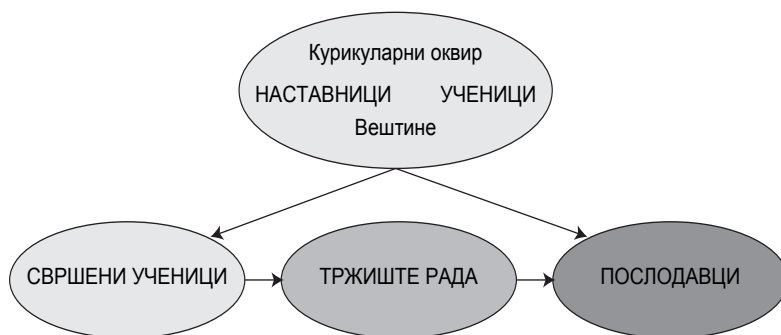 Курикуларни оквир
НАСТАВНИЦИ УЧЕНИЦИ
Вештине
СВРШЕНИ УЧЕНИЦИ
ТРЖИШТЕ РАДА
ПОСЛОДАВЦИ